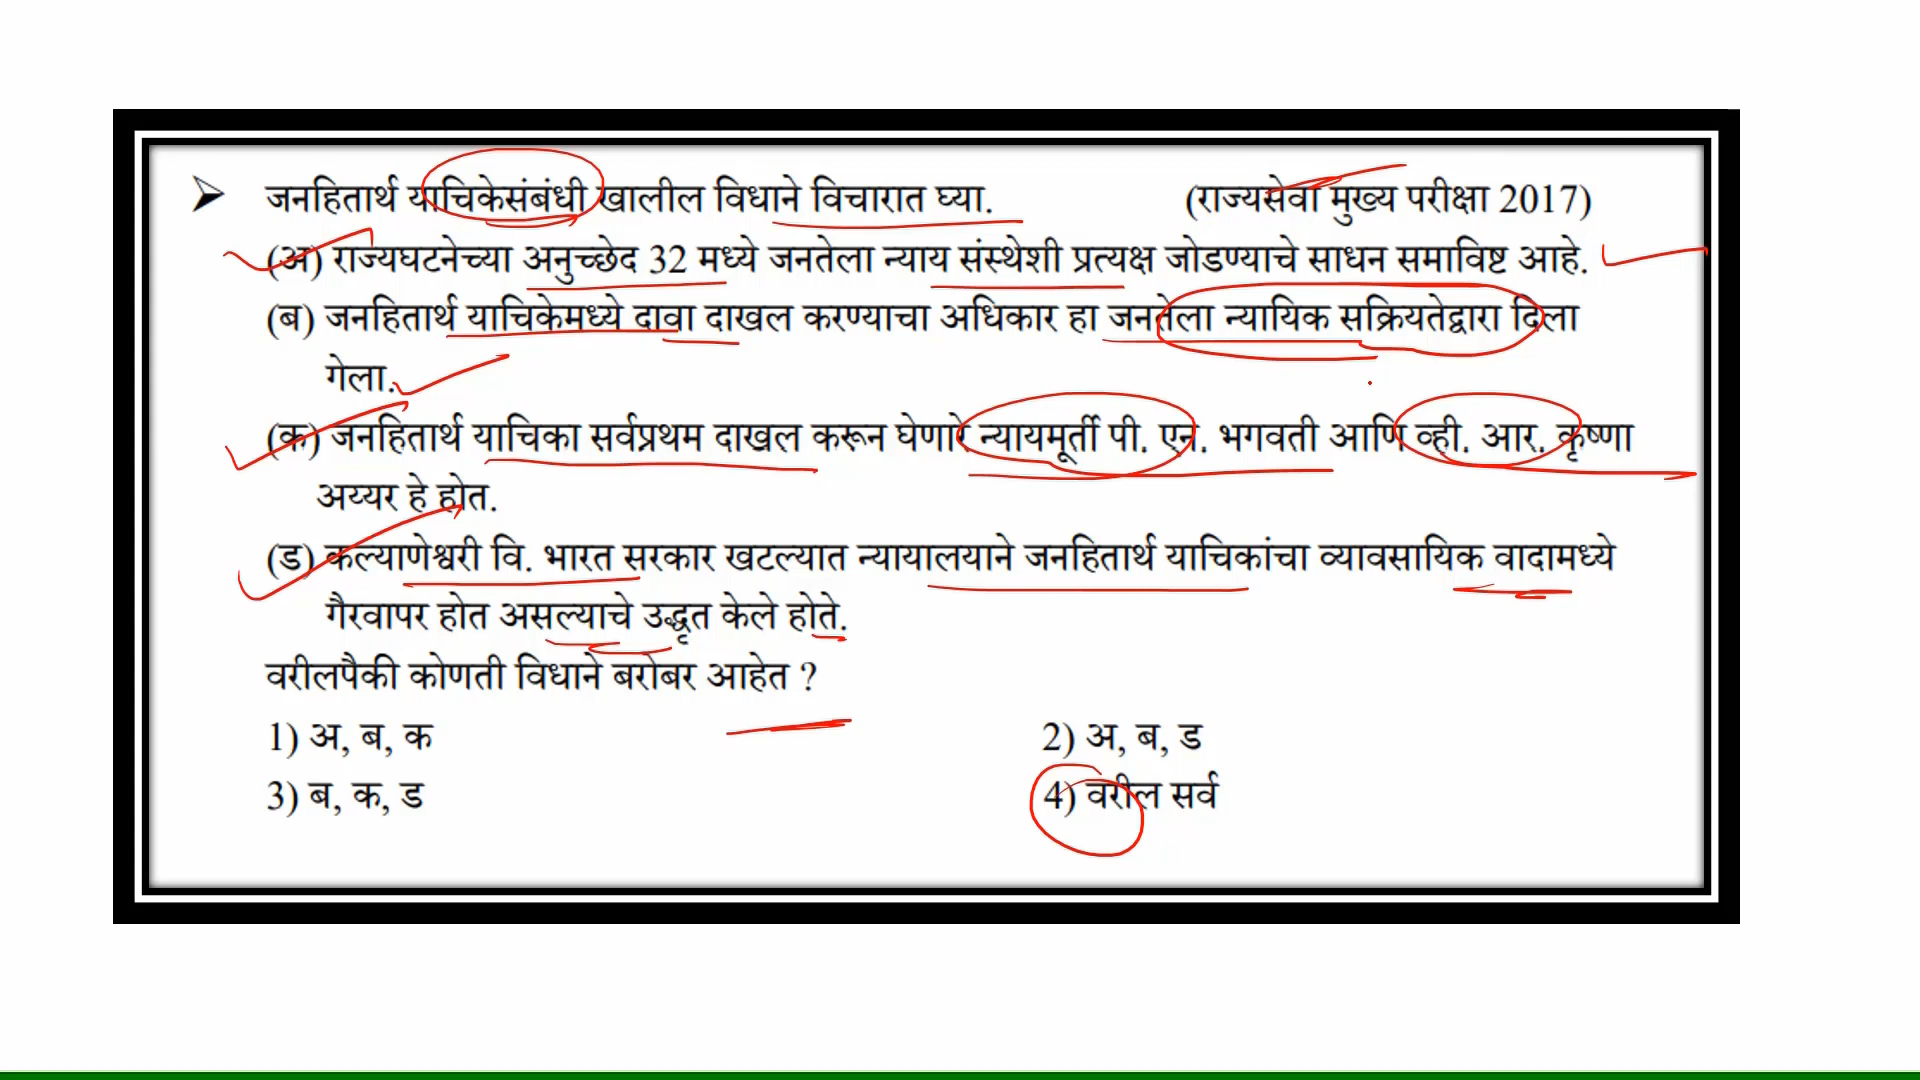 ➤ जनहितार्थ याचिकेसंबंधी खालील विधाने विचारात घ्या. (राज्यसेवा मुख्य परीक्षा 2017)
(अ) राज्यघटनेच्या अनुच्छेद 32 मध्ये जनतेला न्याय संस्थेशी प्रत्यक्ष जोडण्याचे साधन समाविष्ट आहे.
(ब) जनहितार्थ याचिकेमध्ये दावा दाखल करण्याचा अधिकार हा जनतेला न्यायिक सक्रियतेद्वारा दिला
गेला.
(क) जनहितार्थ याचिका सर्वप्रथम दाखल करून घेणारे न्यायमूर्ती पी. एन. भगवती आणि व्ही. आर. कृष्णा
अय्यर हे होत.
(ड) कल्याणेश्वरी वि. भारत सरकार खटल्यात न्यायालयाने जनहितार्थ याचिकांचा व्यावसायिक वादामध्ये
गैरवापर होत असल्याचे उद्धृत केले होते.
वरीलपैकी कोणती विधाने बरोबर आहेत ?
1) अ, ब, क 2) अ, ब, ड
3) ब, क, ड 4) वरील सर्व